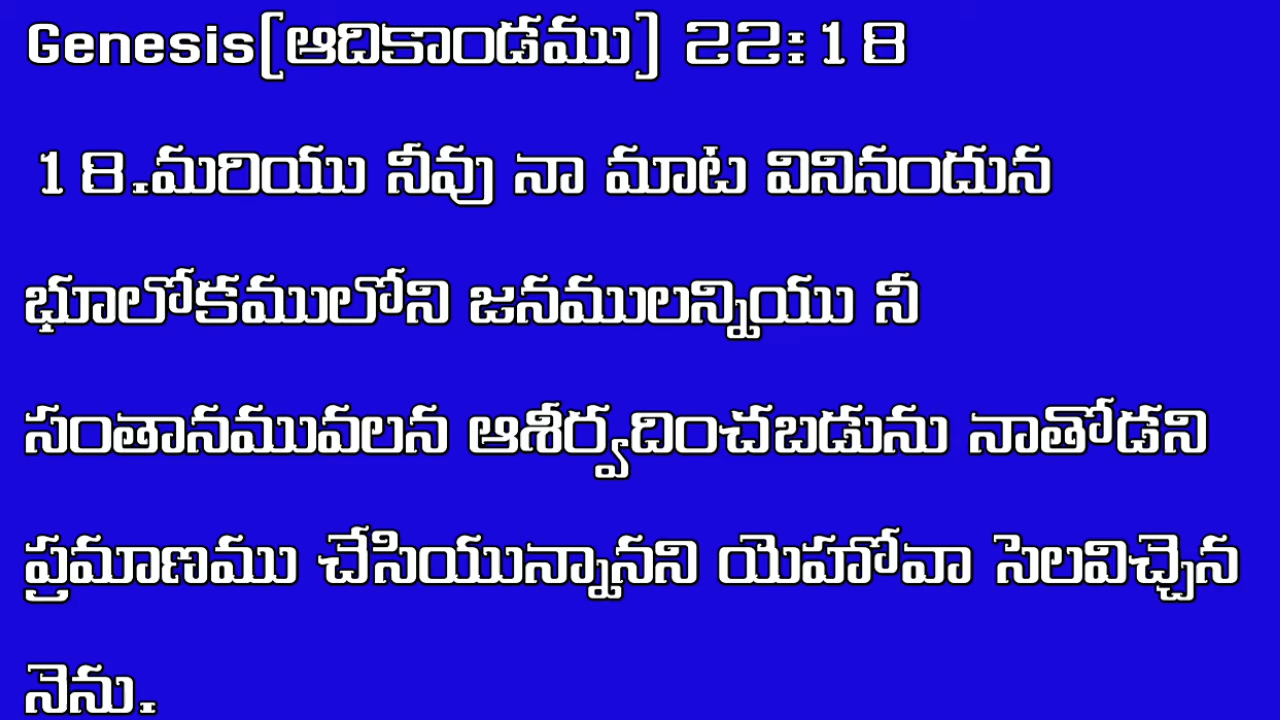 Genesis[ఆదికాండము] 22:18
18.మరియు నీవు నా మాట వినినందున
భూలోకములోని జనములన్నియు నీ
సంతానమువలన ఆశీర్వదించబడును నాతోడని
ప్రమాణము చేసియున్నానని యెహోవా సెలవిచ్చెన
నెను.